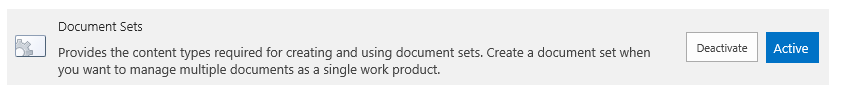 Document Sets
Provides the content types required for creating and using document sets. Create a document set when
you want to manage multiple documents as a single work product.
Deactivate
Active